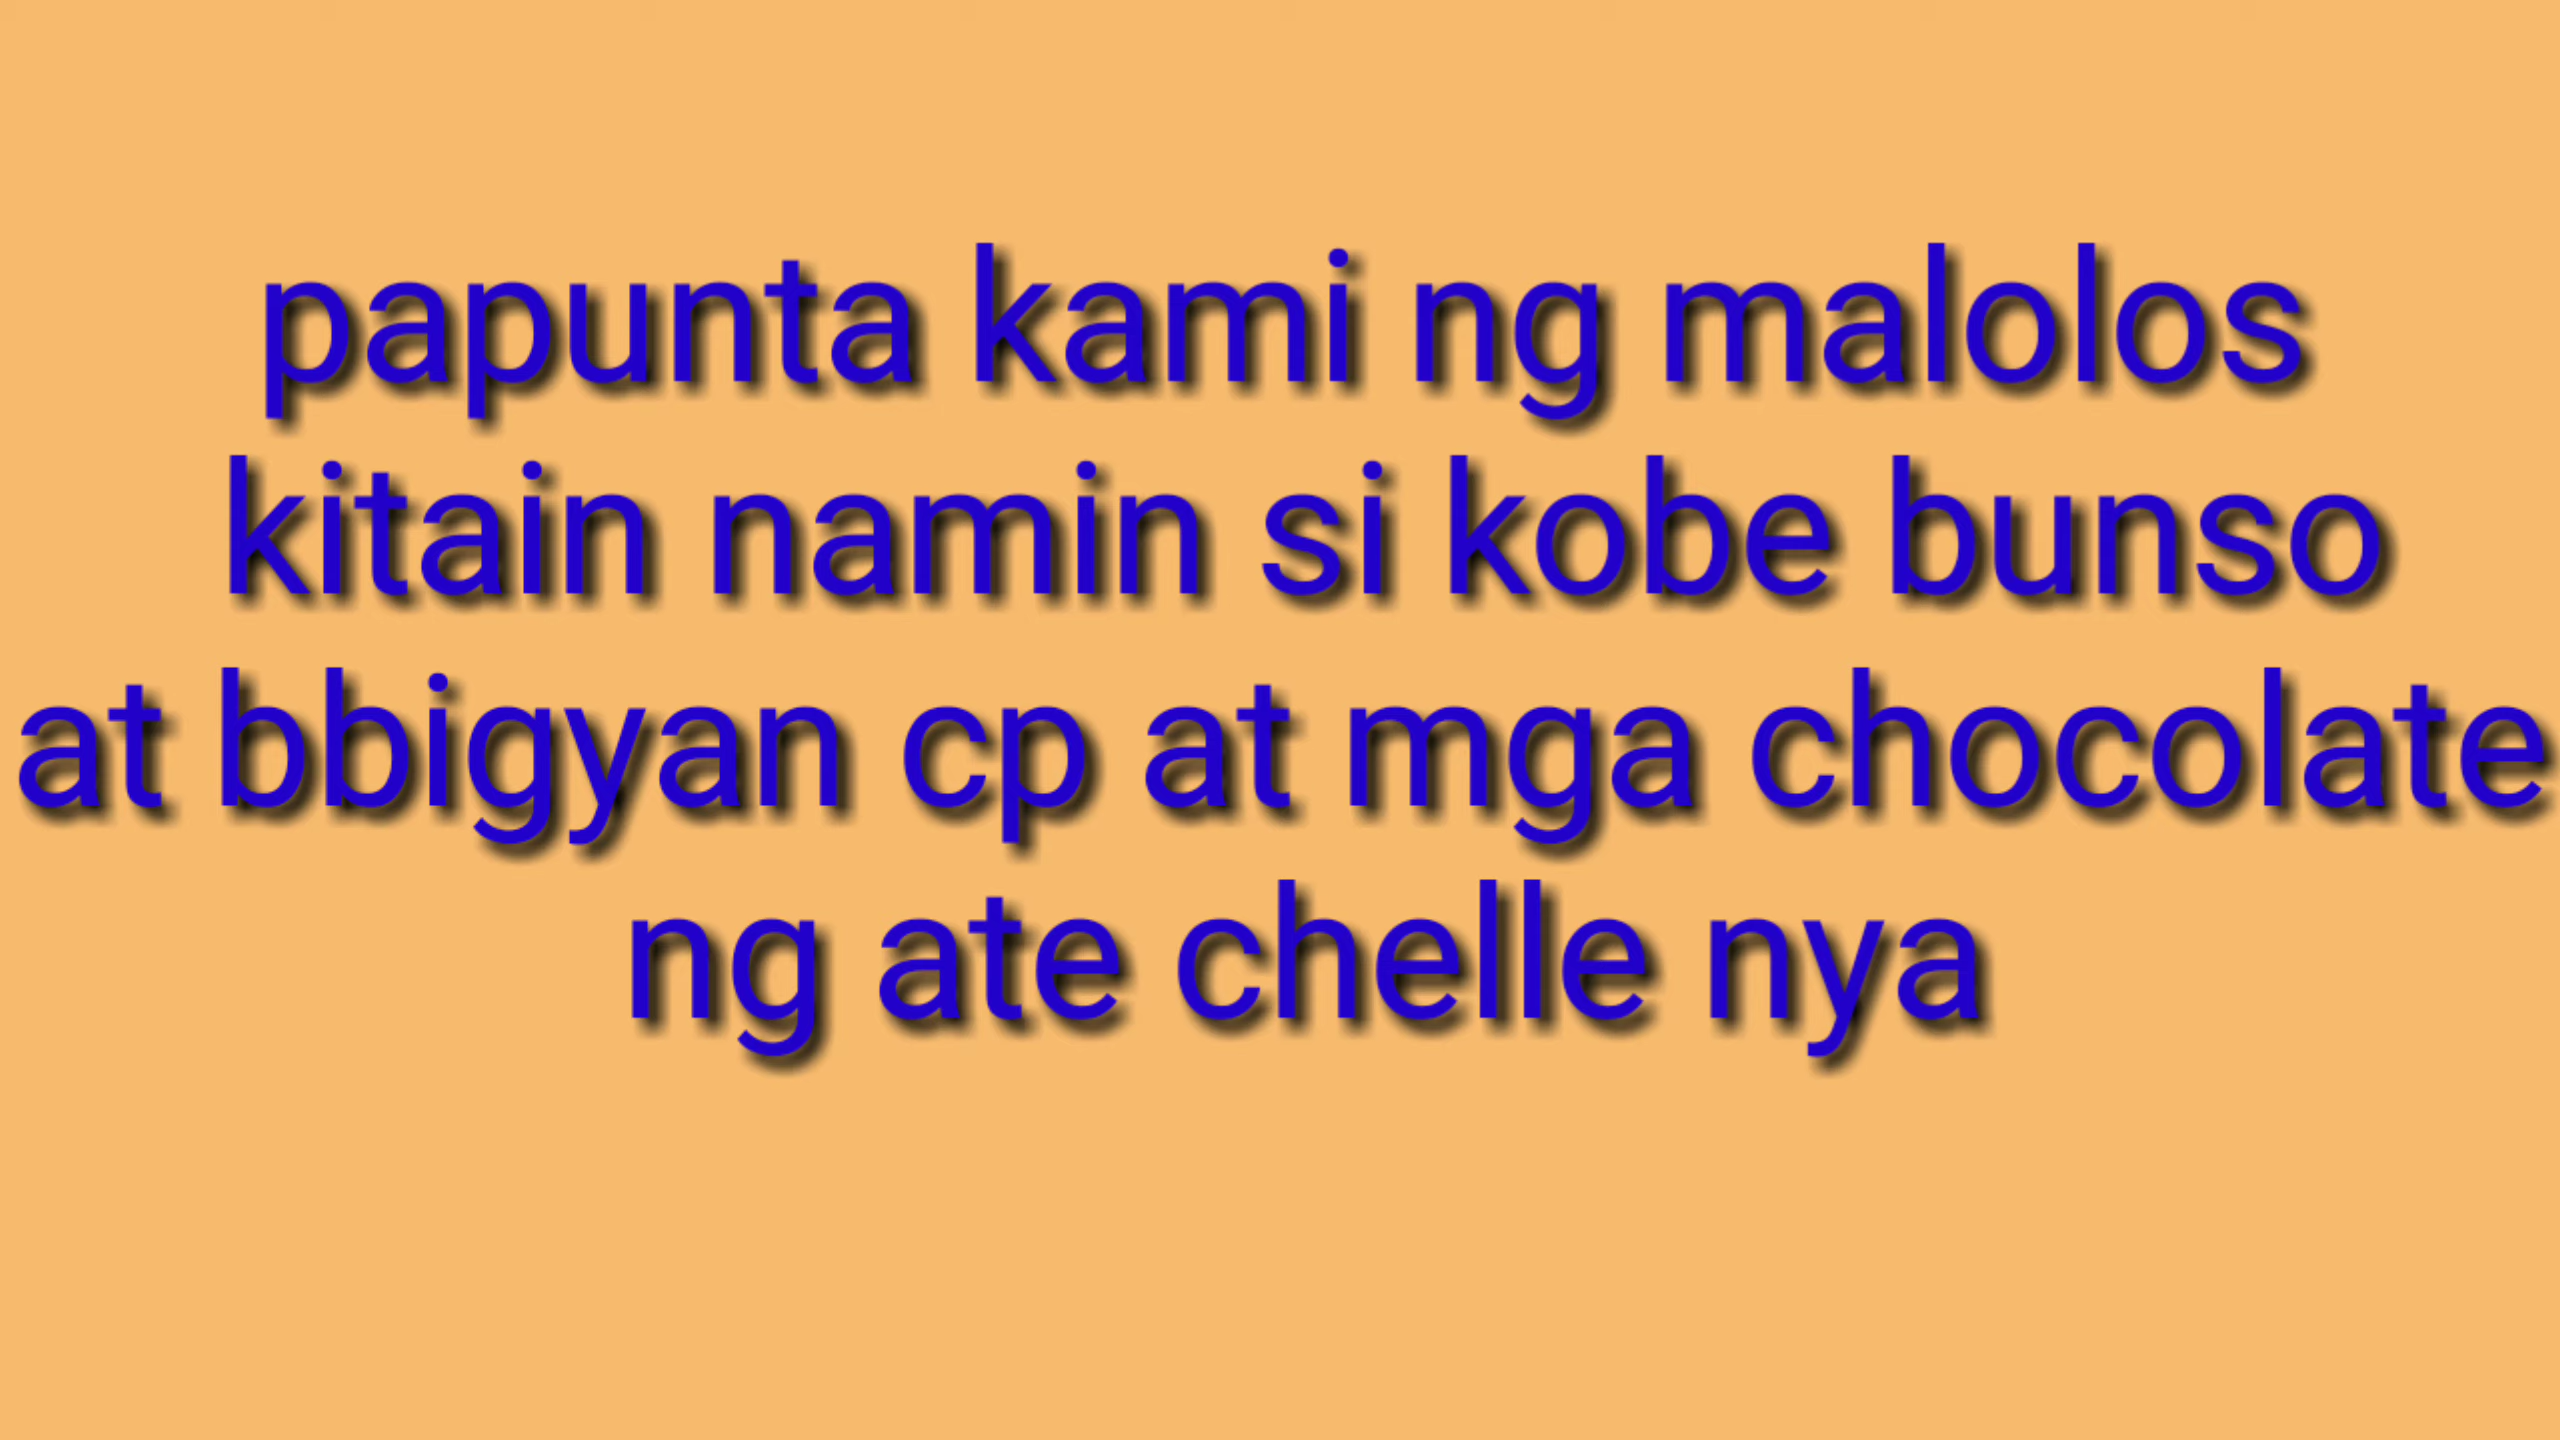 papunta kami ng malolos
kitain namin si kobe bunso
at bbigyan cp at mga chocolate
ng ate chelle nya